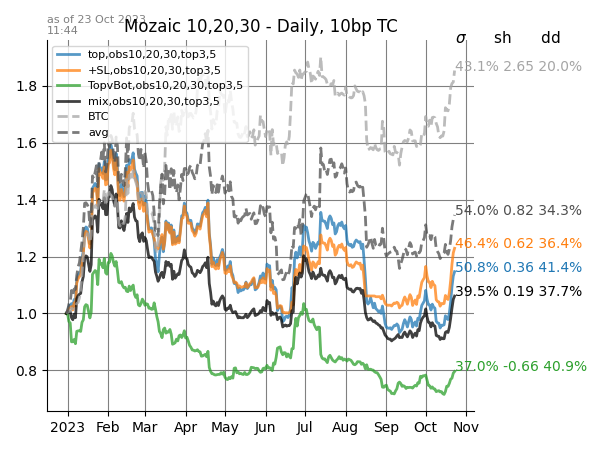 as of 23 Oct 2023
11:44
Mozaic 10,20,30 - Daily, 10bp TC
σ sh dd
top,obs10,20,30,top3,5
+SL,obs10,20,30,top3,5
TopvBot,obs10,20,30,top3,5
mix,obs10,20,30,top3,5
BTC
avg
43.1% 2.65 20.0%
54.0% 0.82 34.3%
46.4% 0.62 36.4%
50.8% 0.36 41.4%
39.5% 0.19 37.7%
37.0% -0.66 40.9%
1.8
1.6
1.4
1.2
1.0
0.8
2023 Feb Mar Apr May Jun Jul Aug Sep Oct Nov